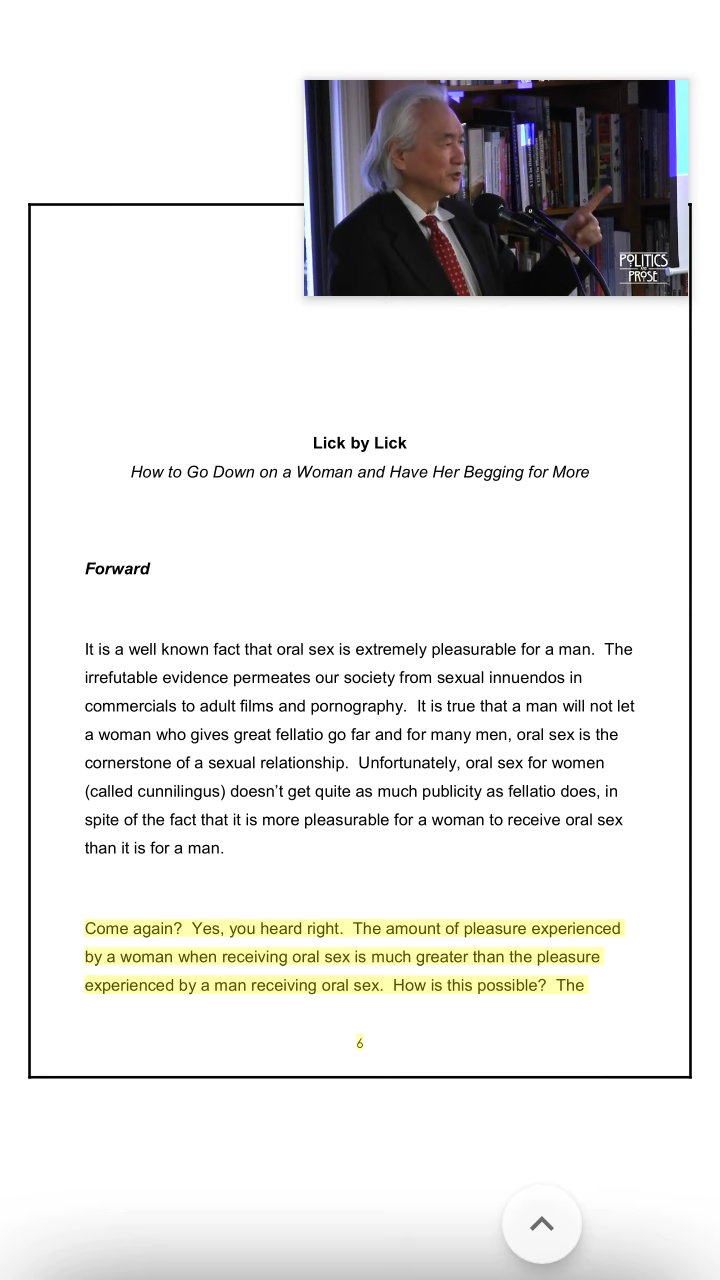 POLITICS
PROSE
Lick by Lick
How to Go Down on a Woman and Have Her Begging for More
Forward
It is a well known fact that oral sex is extremely pleasurable for a man.  The
irrefutable evidence permeates our society from sexual innuendos in
commercials to adult films and pornography.  It is true that a man will not let
a woman who gives great fellatio go far and for many men, oral sex is the
cornerstone of a sexual relationship.  Unfortunately, oral sex for women
(called cunnilingus) doesn’t get quite as much publicity as fellatio does, in
spite of the fact that it is more pleasurable for a woman to receive oral sex
than it is for a man.
Come again?  Yes, you heard right.  The amount of pleasure experienced
by a woman when receiving oral sex is much greater than the pleasure
experienced by a man receiving oral sex.  How is this possible?  The
6